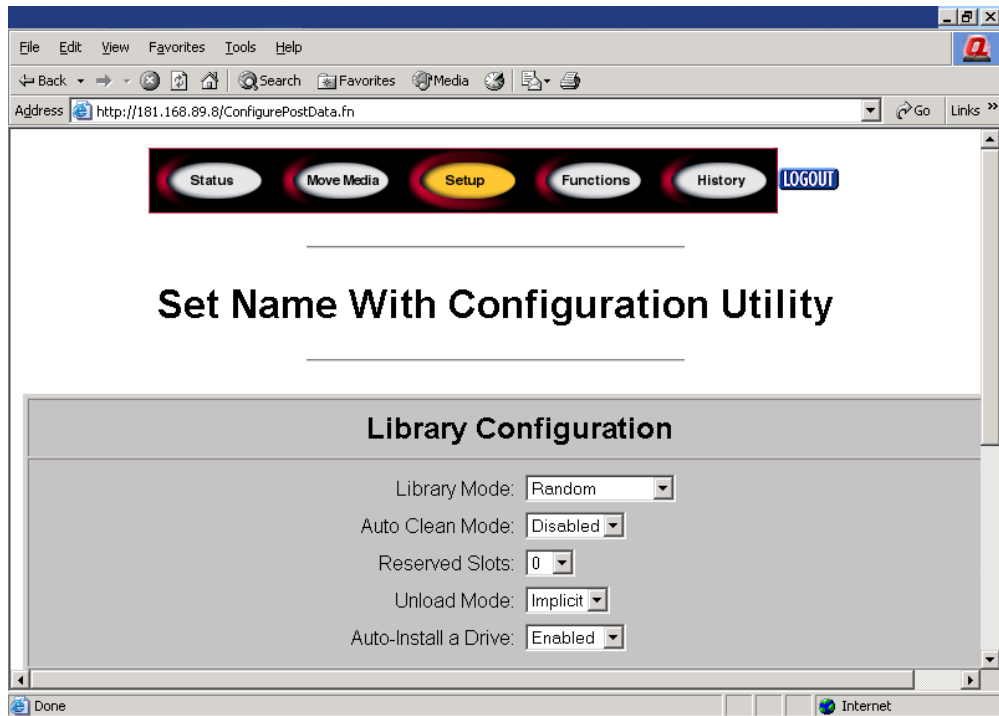 File Edit View Favorites Tools Help
Back Search Favorites Media
Address http://181.168.89.8/ConfigurePostData.fn Go Links »
Status Move Media Setup Functions History LOGOUT
Set Name With Configuration Utility
Library Configuration
Library Mode: Random
Auto Clean Mode: Disabled
Reserved Slots: 0
Unload Mode: Implicit
Auto-Install a Drive: Enabled
Done Internet